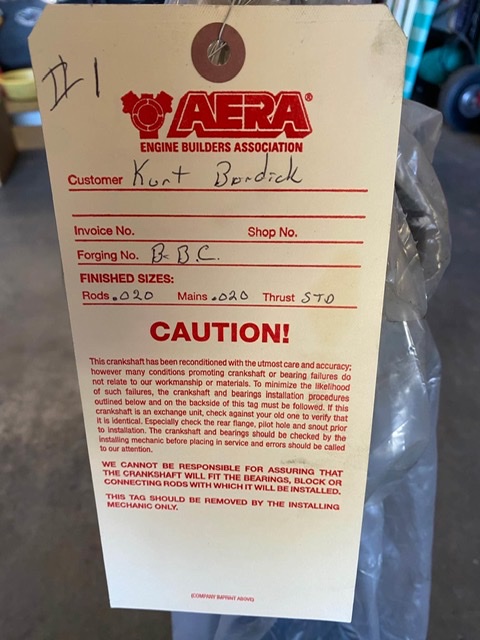 #1
AERA®
ENGINE BUILDERS ASSOCIATION
Customer Kurt Bordick
Invoice No. Shop No.
Forging No. B.B.C.
FINISHED SIZES:
Rods .020 Mains .020 Thrust STD
CAUTION!
This crankshaft has been reconditioned with the utmost care and accuracy;
however many conditions promoting crankshaft or bearing failures do
not relate to our workmanship or materials. To minimize the likelihood
of such failures, the crankshaft and bearings installation procedures
outlined below and on the backside of this tag must be followed. If this
crankshaft is an exchange unit, check against your old one to verify that
it is identical. Especially check the rear flange, pilot hole and snout prior
to installation. The crankshaft and bearings should be checked by the
installing mechanic before placing in service and errors should be called
to our attention.
WE CANNOT BE RESPONSIBLE FOR ASSURING THAT
THE CRANKSHAFT WILL FIT THE BEARINGS, BLOCK OR
CONNECTING RODS WITH WHICH IT WILL BE INSTALLED.
THIS TAG SHOULD BE REMOVED BY THE INSTALLING
MECHANIC ONLY.
(COMPANY IMPRINT ABOVE)